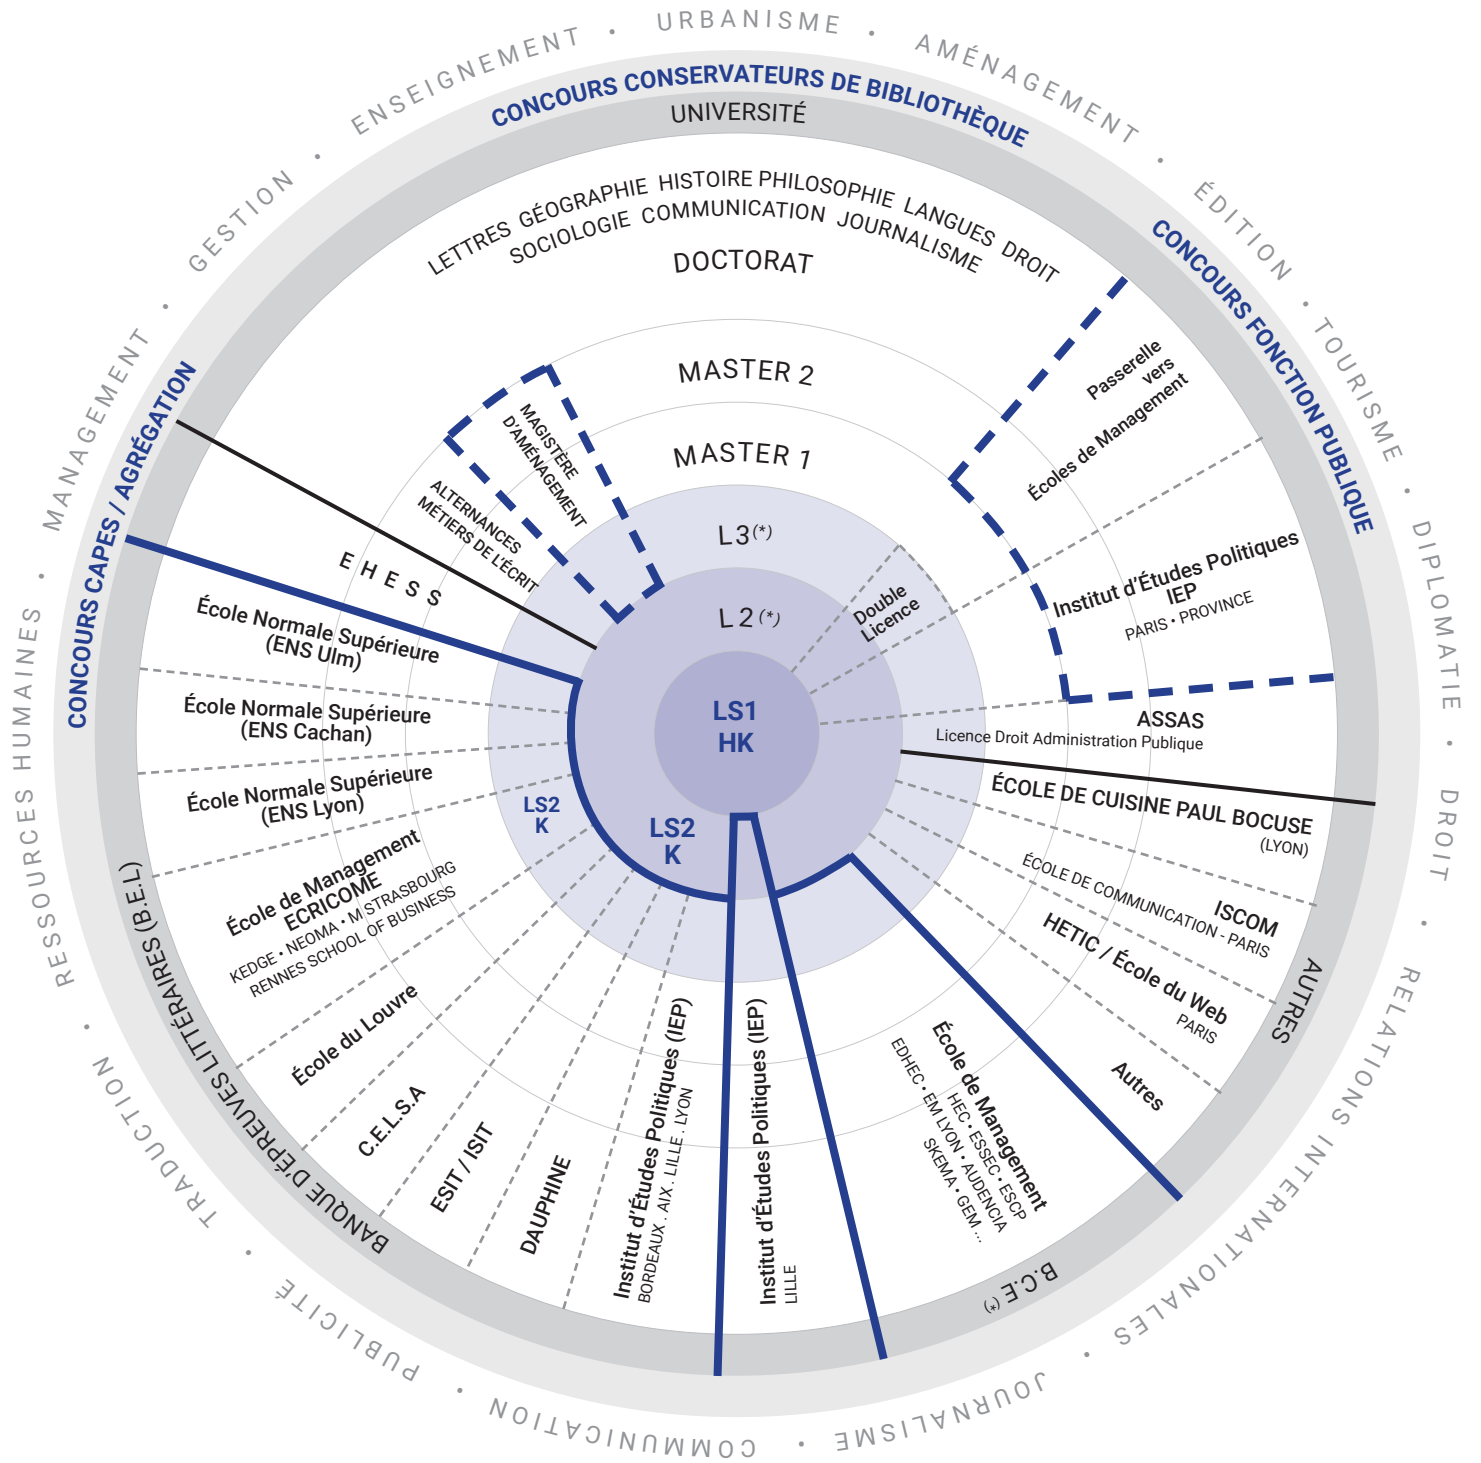 URBANISME • AMÉNAGEMENT • ÉDITION • TOURISME • DIPLOMATIE • DROIT • RELATIONS INTERNATIONALES • JOURNALISME • COMMUNICATION • PUBLICITÉ • TRADUCTION • RESSOURCES HUMAINES • MANAGEMENT • GESTION • ENSEIGNEMENT •
CONCOURS CONSERVATEURS DE BIBLIOTHÈQUE
CONCOURS FONCTION PUBLIQUE
CONCOURS CAPES / AGRÉGATION
UNIVERSITÉ
LETTRES GÉOGRAPHIE HISTOIRE PHILOSOPHIE LANGUES DROIT
SOCIOLOGIE COMMUNICATION JOURNALISME
DOCTORAT
MASTER 2
MASTER 1
L3 (*)
L2 (*)
LS1
HK
LS2
K
LS2
K
Double
Licence
MAGISTÈRE
D'AMÉNAGEMENT
ALTERNANCES
MÉTIERS DE L'ÉCRIT
EHESS
Passerelle
vers
Écoles de Management
Institut d'Études Politiques
IEP
PARIS • PROVINCE
ASSAS
Licence Droit Administration Publique
ÉCOLE DE CUISINE PAUL BOCUSE
(LYON)
ISCOM
ÉCOLE DE COMMUNICATION - PARIS
HETIC / École du Web
PARIS
Autres
AUTRES
École de Management
HEC • ESSEC • ESCP
EDHEC • EM LYON • AUDENCIA
SKEMA • GEM ...
B.C.E (*)
Institut d'Études Politiques (IEP)
LILLE
Institut d'Études Politiques (IEP)
BORDEAUX . AIX . LILLE . LYON
DAUPHINE
ESIT / ISIT
C.E.L.S.A
École du Louvre
École de Management
ECRICOME
KEDGE • NEOMA • M STRASBOURG
RENNES SCHOOL OF BUSINESS
École Normale Supérieure
(ENS Lyon)
École Normale Supérieure
(ENS Cachan)
École Normale Supérieure
(ENS Ulm)
BANQUE D'ÉPREUVES LITTÉRAIRES (B.E.L)